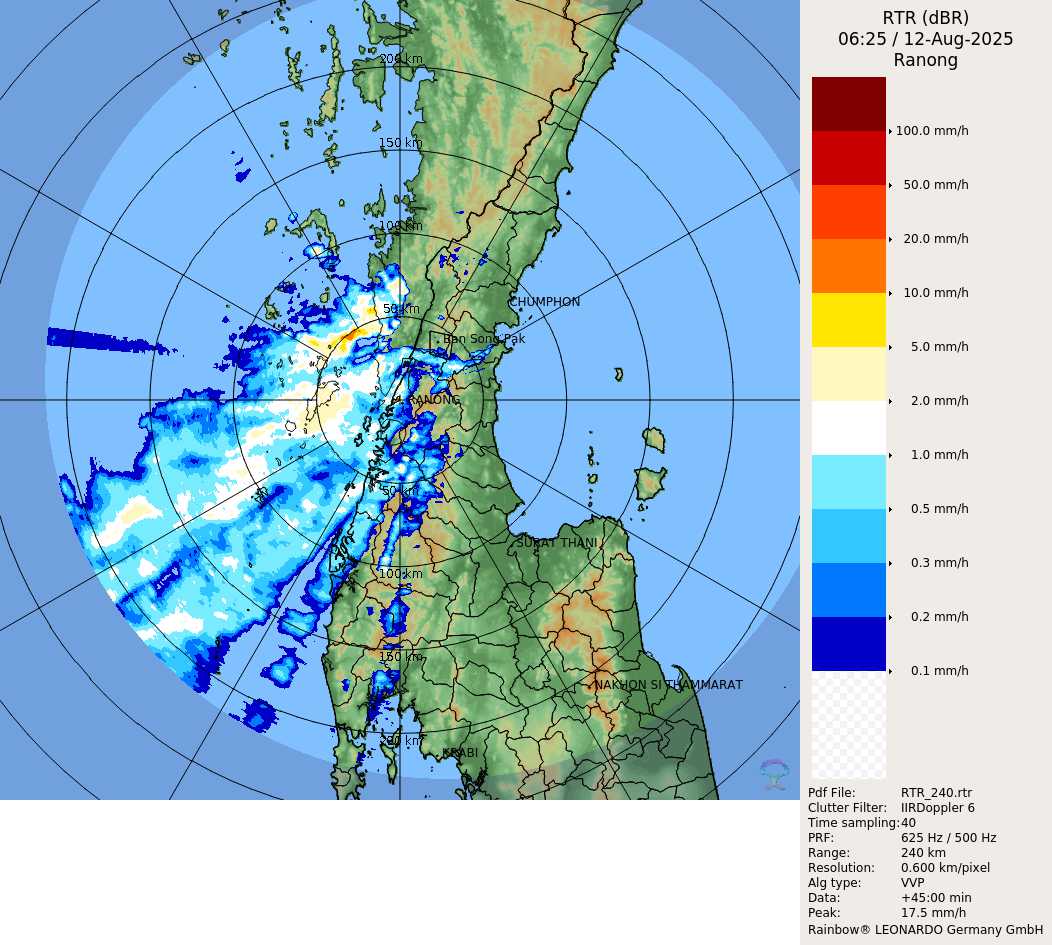 RTR (dBR)
06:25 / 12-Aug-2025
Ranong
200 km
150 km
100 km
50 km
CHUMPHON
Ban Song Pak
RANONG
50 km
SURAT THANI
100 km
150 km
NAKHON SI THAMMARAT
200 km
KRABI
100.0 mm/h
50.0 mm/h
20.0 mm/h
10.0 mm/h
5.0 mm/h
2.0 mm/h
1.0 mm/h
0.5 mm/h
0.3 mm/h
0.2 mm/h
0.1 mm/h
Pdf File: RTR_240.rtr
Clutter Filter: IIRDoppler 6
Time sampling: 40
PRF: 625 Hz / 500 Hz
Range: 240 km
Resolution: 0.600 km/pixel
Alg type: VVP
Data: +45:00 min
Peak: 17.5 mm/h
Rainbow® LEONARDO Germany GmbH